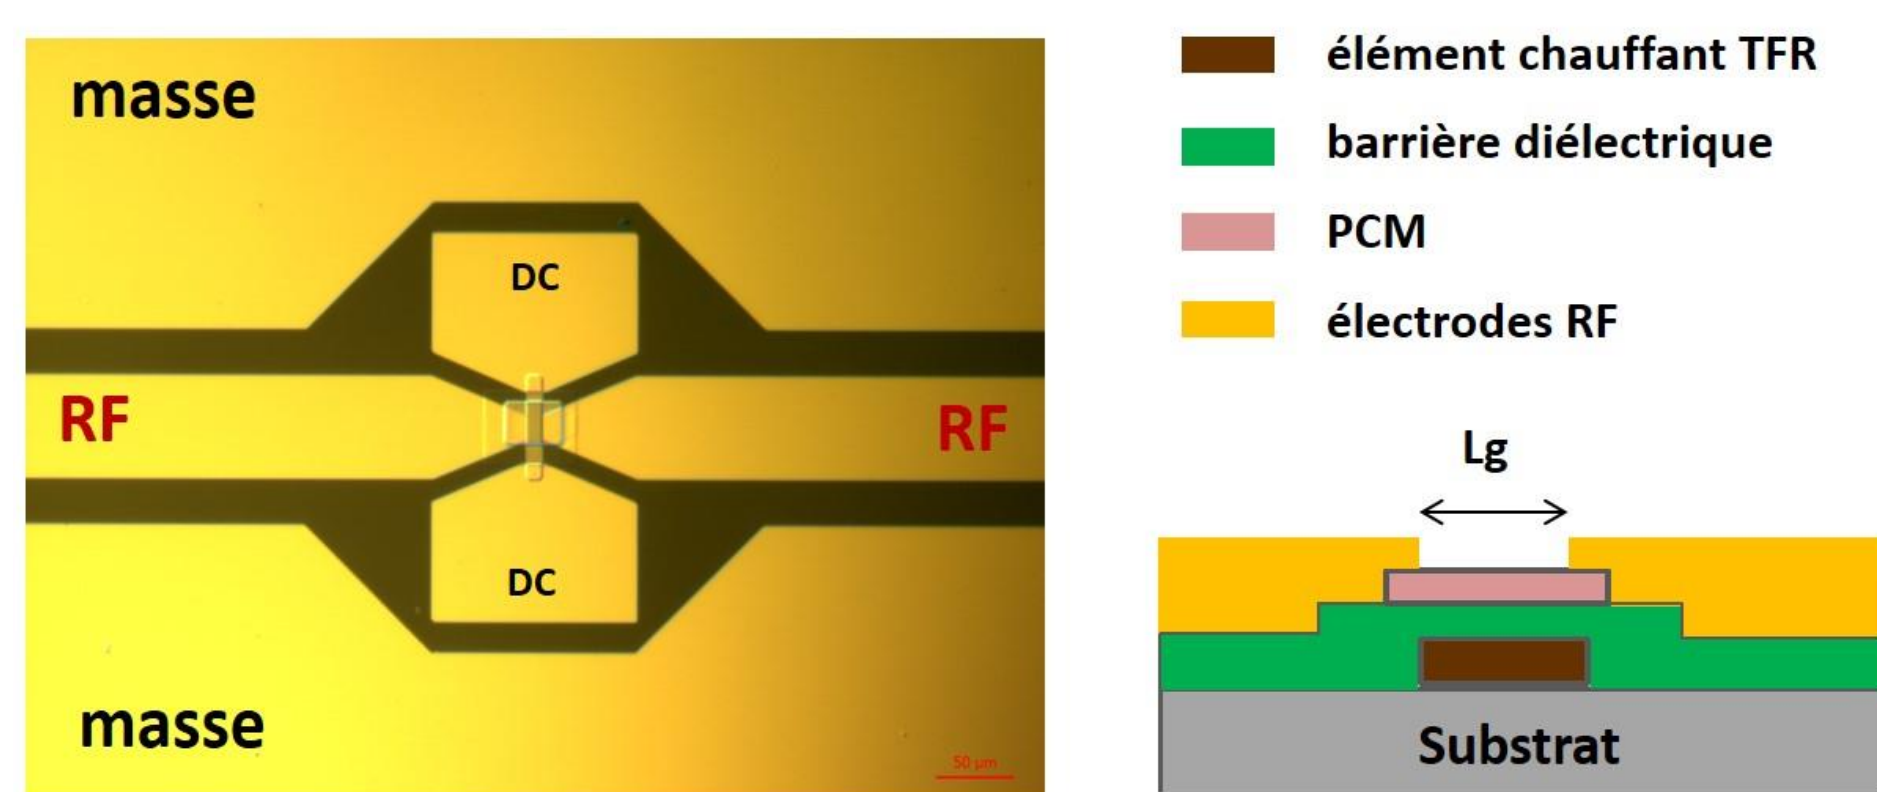 masse
DC
RF
RF
DC
masse
50 µm
élément chauffant TFR
barrière diélectrique
PCM
électrodes RF
Lg
Substrat